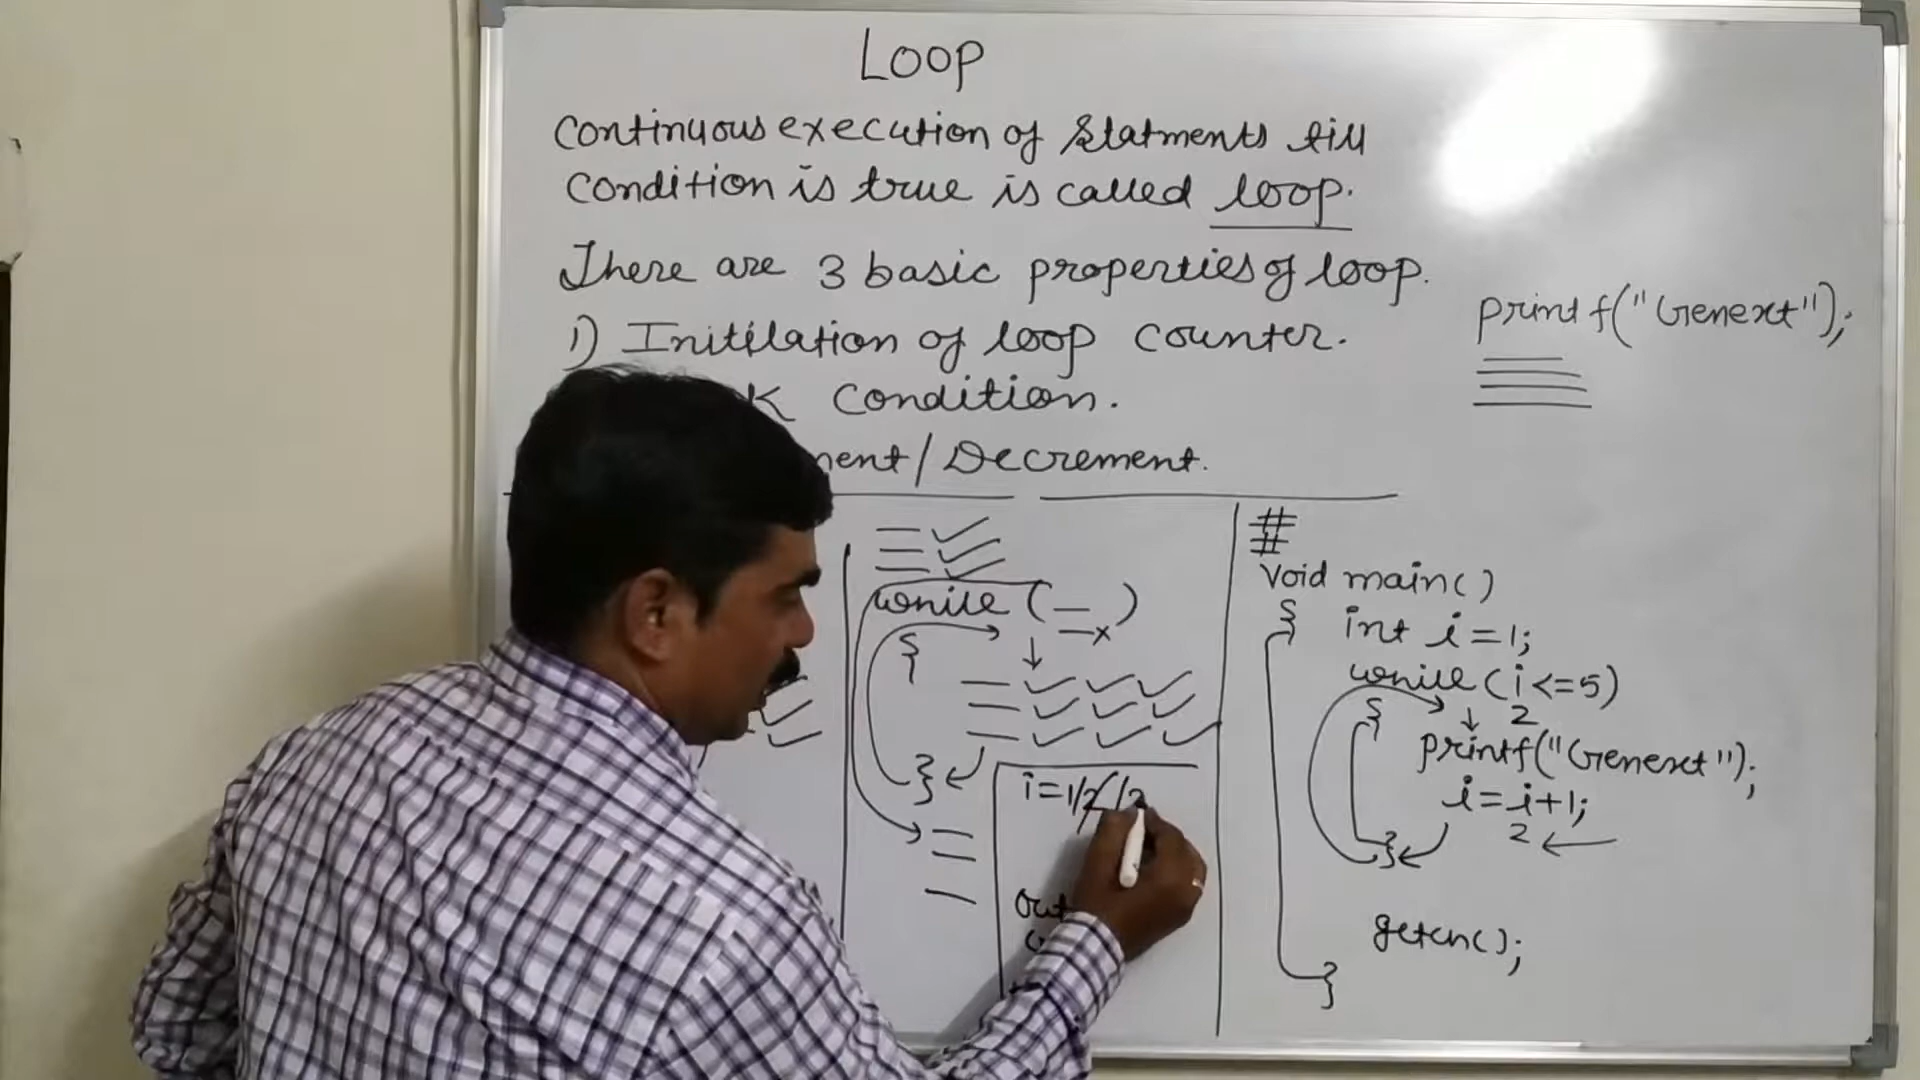 Loop
Continuous execution of Statments till
Condition is true is called loop.
There are 3 basic properties of loop.
1) Initilation of loop counter.
Condition.
/Decrement.
printf("Genext");
while ( )
{
}
i=1/2/3
#
#
void main()
{ int i=1;
while(i<=5)
2
{
printf("Genext");
i=i+1;
2
}
getch();
}